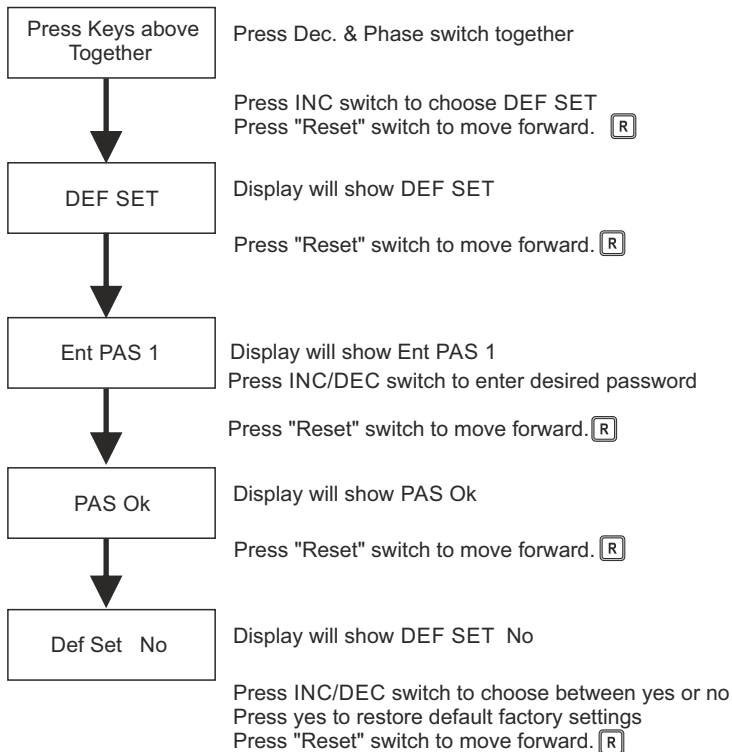 Press Keys above
Together
Press Dec. & Phase switch together
Press INC switch to choose DEF SET
Press "Reset" switch to move forward. R
DEF SET
Display will show DEF SET
Press "Reset" switch to move forward. R
Ent PAS 1
Display will show Ent PAS 1
Press INC/DEC switch to enter desired password
Press "Reset" switch to move forward. R
PAS Ok
Display will show PAS Ok
Press "Reset" switch to move forward. R
Def Set No
Display will show DEF SET No
Press INC/DEC switch to choose between yes or no
Press yes to restore default factory settings
Press "Reset" switch to move forward. R